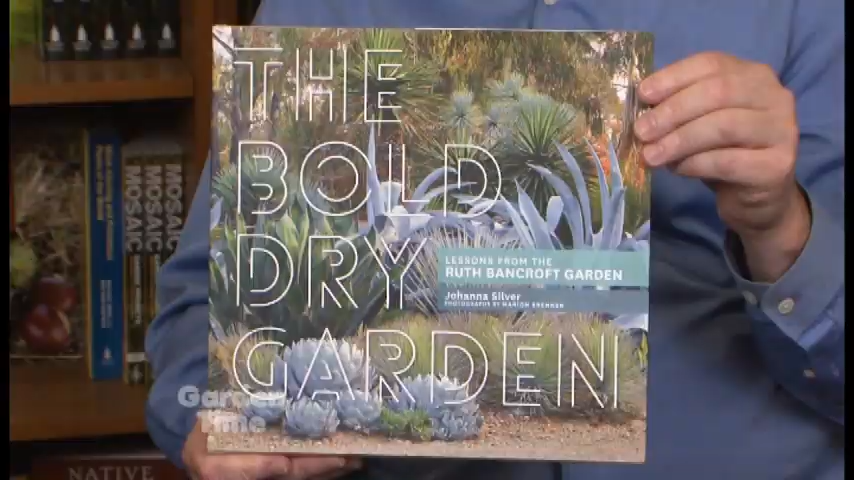 THE
BOLD
DRY
GARDEN
LESSONS FROM THE
RUTH BANCROFT GARDEN
Johanna Silver
PHOTOGRAPHS BY MARION BRENNER
Garden
Time
MOSAIC
MOSAIC
NATIVE